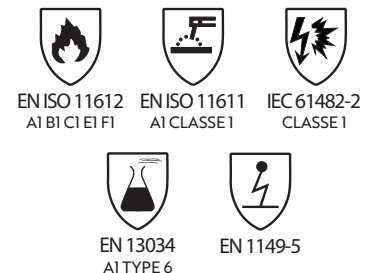 EN ISO 11612 EN ISO 11611 IEC 61482-2
A1 B1 C1 E1 F1 A1 CLASSE 1 CLASSE 1
EN 13034 EN 1149-5
A1 TYPE 6